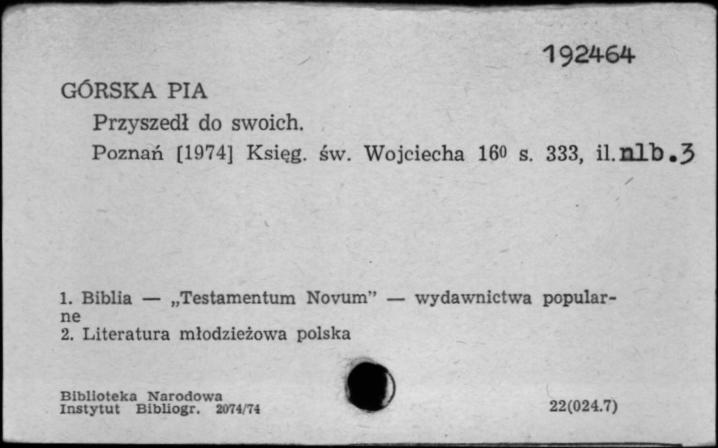 192464
GÓRSKA PIA
Przyszedł do swoich.
Poznań [1974] Księg. św. Wojciecha 16⁰ s. 333, il. nlb.3
1. Biblia — „Testamentum Novum” — wydawnictwa popular-
ne
2. Literatura młodzieżowa polska
Biblioteka Narodowa
Instytut Bibliogr. 2074/74
22(024.7)